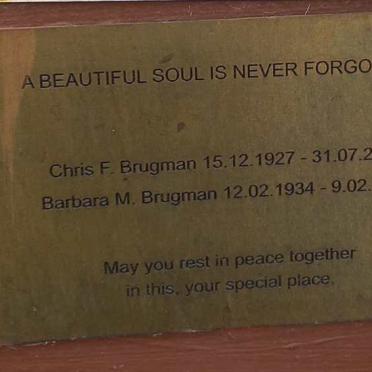 A BEAUTIFUL SOUL IS NEVER FORGO
Chris F. Brugman 15.12.1927 - 31.07.2
Barbara M. Brugman 12.02.1934 - 9.02.
May you rest in peace together
in this, your special place.